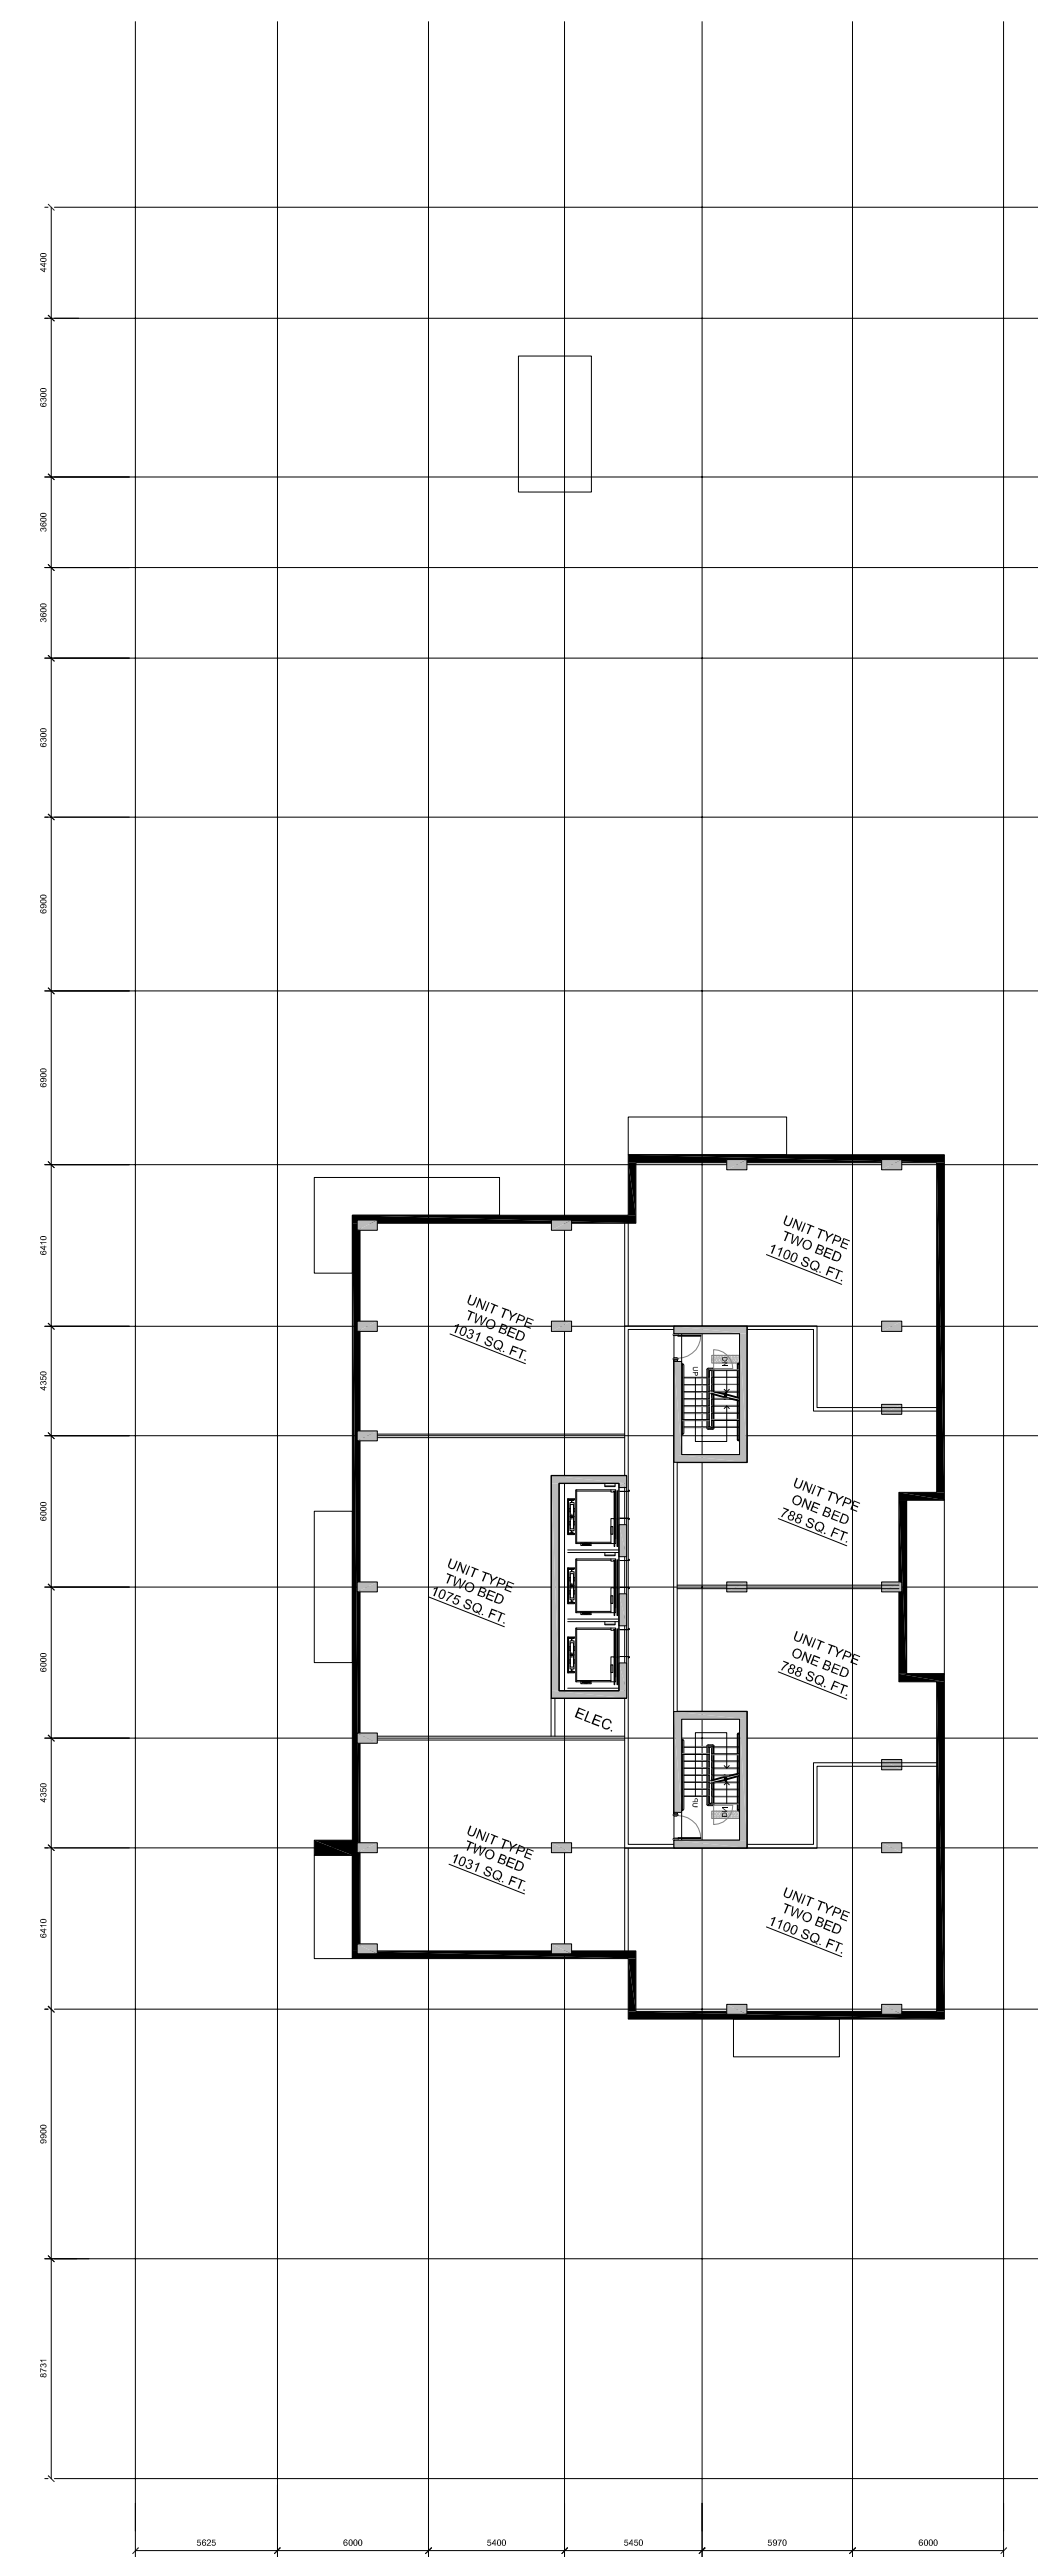 4400
6300
3600
3600
6300
6900
6900
6410
4350
6000
6000
4350
6410
9900
8731
UNIT TYPE
TWO BED
1100 SQ. FT.
UNIT TYPE
TWO BED
1031 SQ. FT.
DN
UP
UNIT TYPE
ONE BED
788 SQ. FT.
UNIT TYPE
TWO BED
1075 SQ. FT.
UNIT TYPE
ONE BED
788 SQ. FT.
ELEC.
UP
DN
UNIT TYPE
TWO BED
1031 SQ. FT.
UNIT TYPE
TWO BED
1100 SQ. FT.
5625
6000
5400
5450
5970
6000